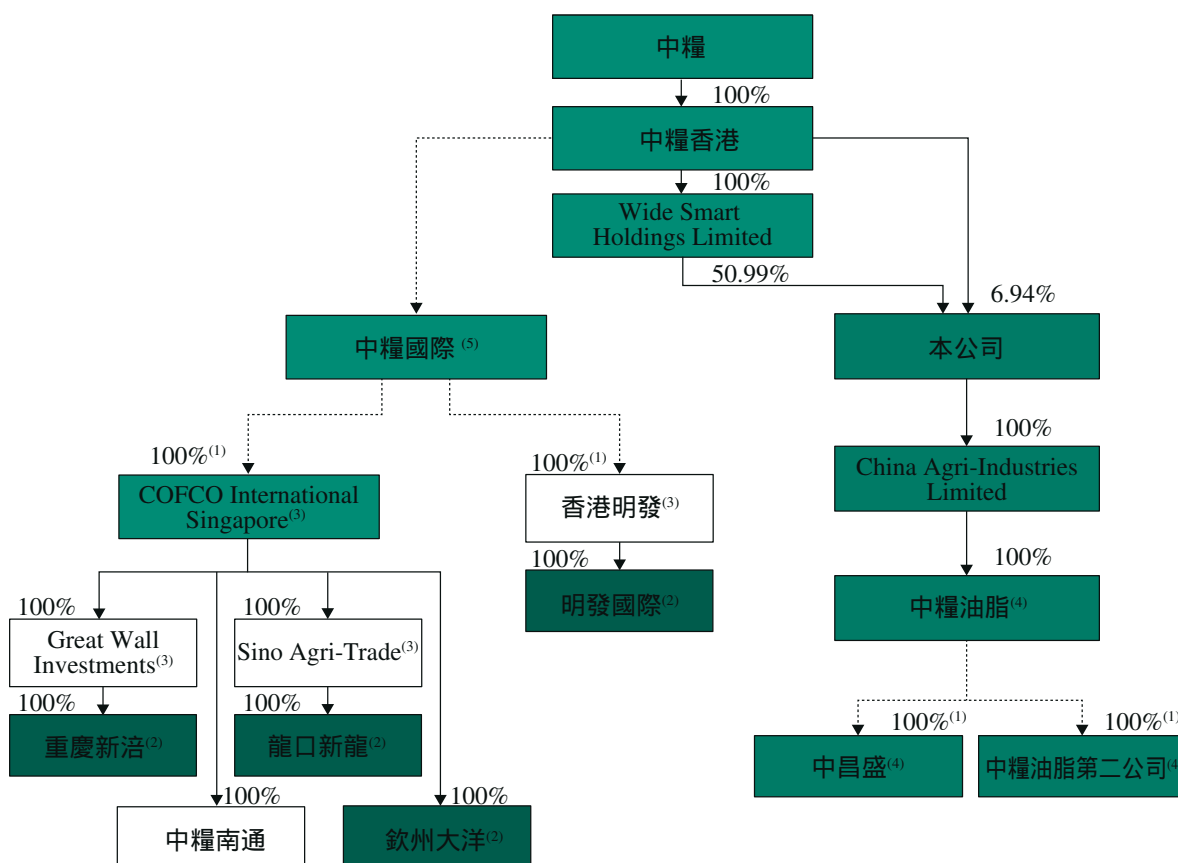 中糧
100%
中糧香港
100%
Wide Smart
Holdings Limited
50.99%
6.94%
中糧國際 (5)
本公司
100%(1)
100%(1)
100%
COFCO International
Singapore(3)
香港明發(3)
China Agri-Industries
Limited
100%
100%
明發國際(2)
中糧油脂(4)
100%
100%
Great Wall
Investments(3)
Sino Agri-Trade(3)
100%
100%
重慶新涪(2)
龍口新龍(2)
100%(1)
100%(1)
中昌盛(4)
中糧油脂第二公司(4
100%
100%
中糧南通
欽州大洋(2)